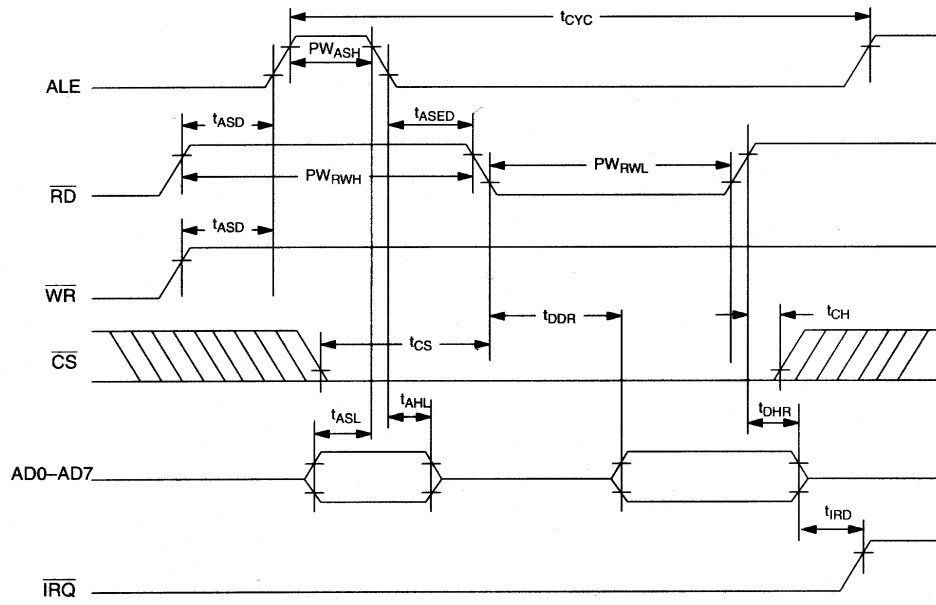 tCYC
PWASH
ALE
tASD
tASED
PWRWH
PWRWL
RD
tASD
WR
tDDR
tCH
tCS
CS
tASL
tAHL
tDHR
AD0–AD7
tIRD
IRQ